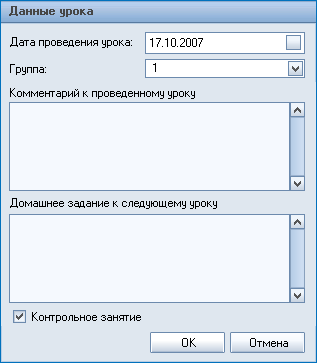 Данные урока
Дата проведения урока: 17.10.2007
Группа: 1
Комментарий к проведенному уроку
Домашнее задание к следующему уроку
Контрольное занятие
OK Отмена